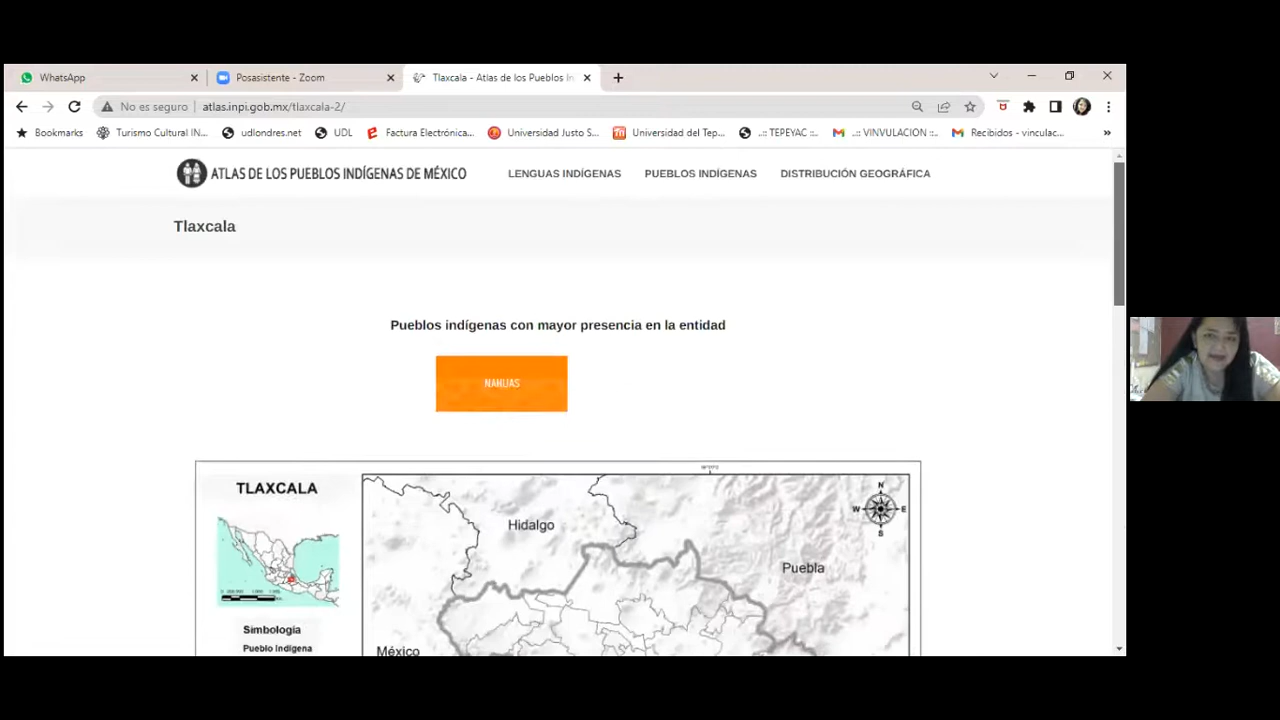 WhatsApp
Posasistente - Zoom
Tlaxcala - Atlas de los Pueblos In
No es seguro
atlas.inpi.gob.mx/tlaxcala-2/
Bookmarks
Turismo Cultural IN...
udlondres.net
UDL
Factura Electrónica...
Universidad Justo S...
Universidad del Tep...
..:: TEPEYAC ::..
..:: VINVULACION ::..
Recibidos - vinculac...
ATLAS DE LOS PUEBLOS INDÍGENAS DE MÉXICO
LENGUAS INDÍGENAS
PUEBLOS INDÍGENAS
DISTRIBUCIÓN GEOGRÁFICA
Tlaxcala
Pueblos indígenas con mayor presencia en la entidad
NAHUAS
TLAXCALA
Hidalgo
N
W
E
S
Puebla
Simbología
Pueblo Indígena
México